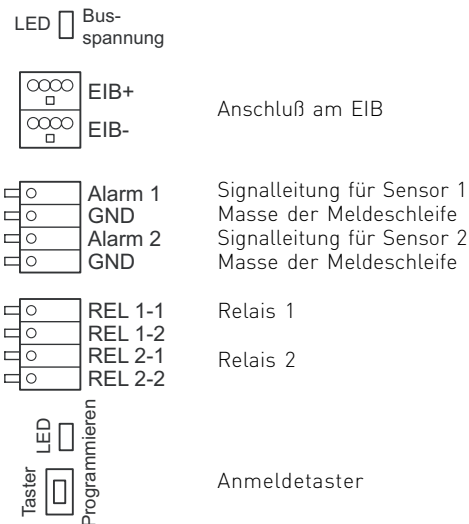 LED Bus-
spannung
EIB+
EIB-
Anschluß am EIB
Alarm 1 Signalleitung für Sensor 1
GND Masse der Meldeschleife
Alarm 2 Signalleitung für Sensor 2
GND Masse der Meldeschleife
REL 1-1 Relais 1
REL 1-2
REL 2-1 Relais 2
REL 2-2
LED
Taster
Programmieren
Anmeldetaster